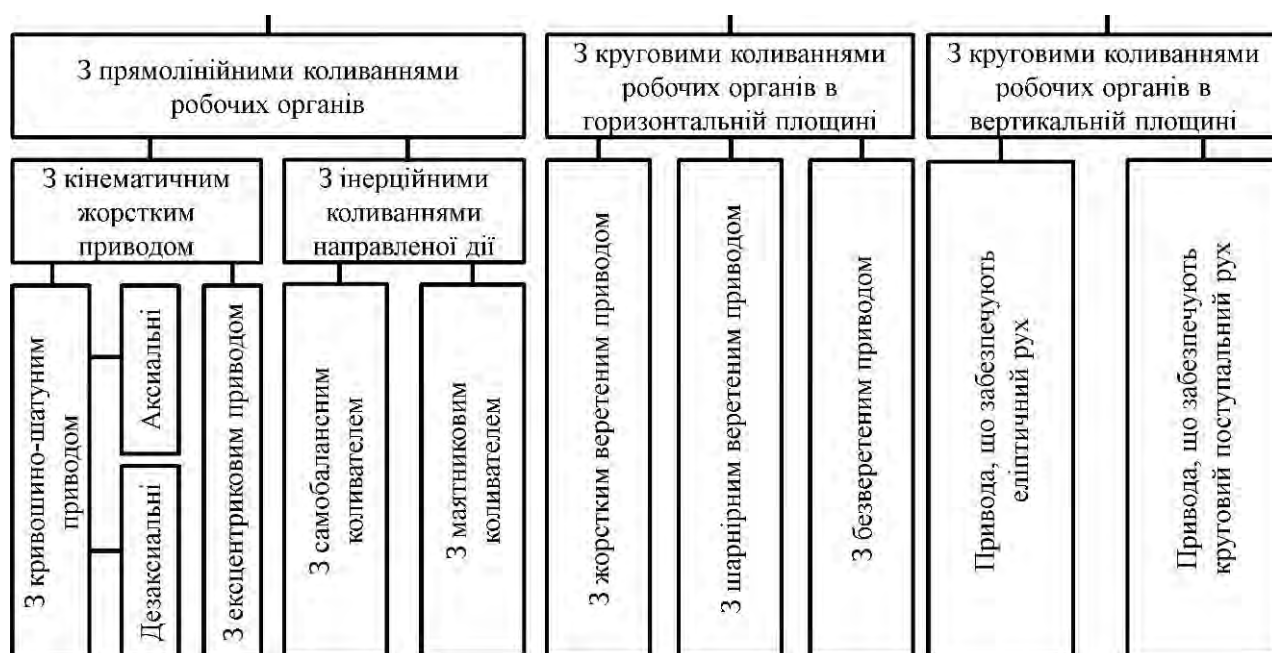 З прямолінійними коливаннями
робочих органів
З круговими коливаннями
робочих органів в
горизонтальній площині
З круговими коливаннями
робочих органів в
вертикальній площині
З кінематичним
жорстким
приводом
З інерційними
коливаннями
направленої дії
З кривошино-шатуним
приводом
Аксиальні
Дезаксиальні
З ексцентриковим приводом
З самобалансним
коливателем
З маятниковим
коливателем
З жорстким веретеним приводом
З шарнірним веретеним приводом
З безверетеним приводом
Привода, що забезпечують
еліптичний рух
Привода, що забезпечують
круговий поступальний рух